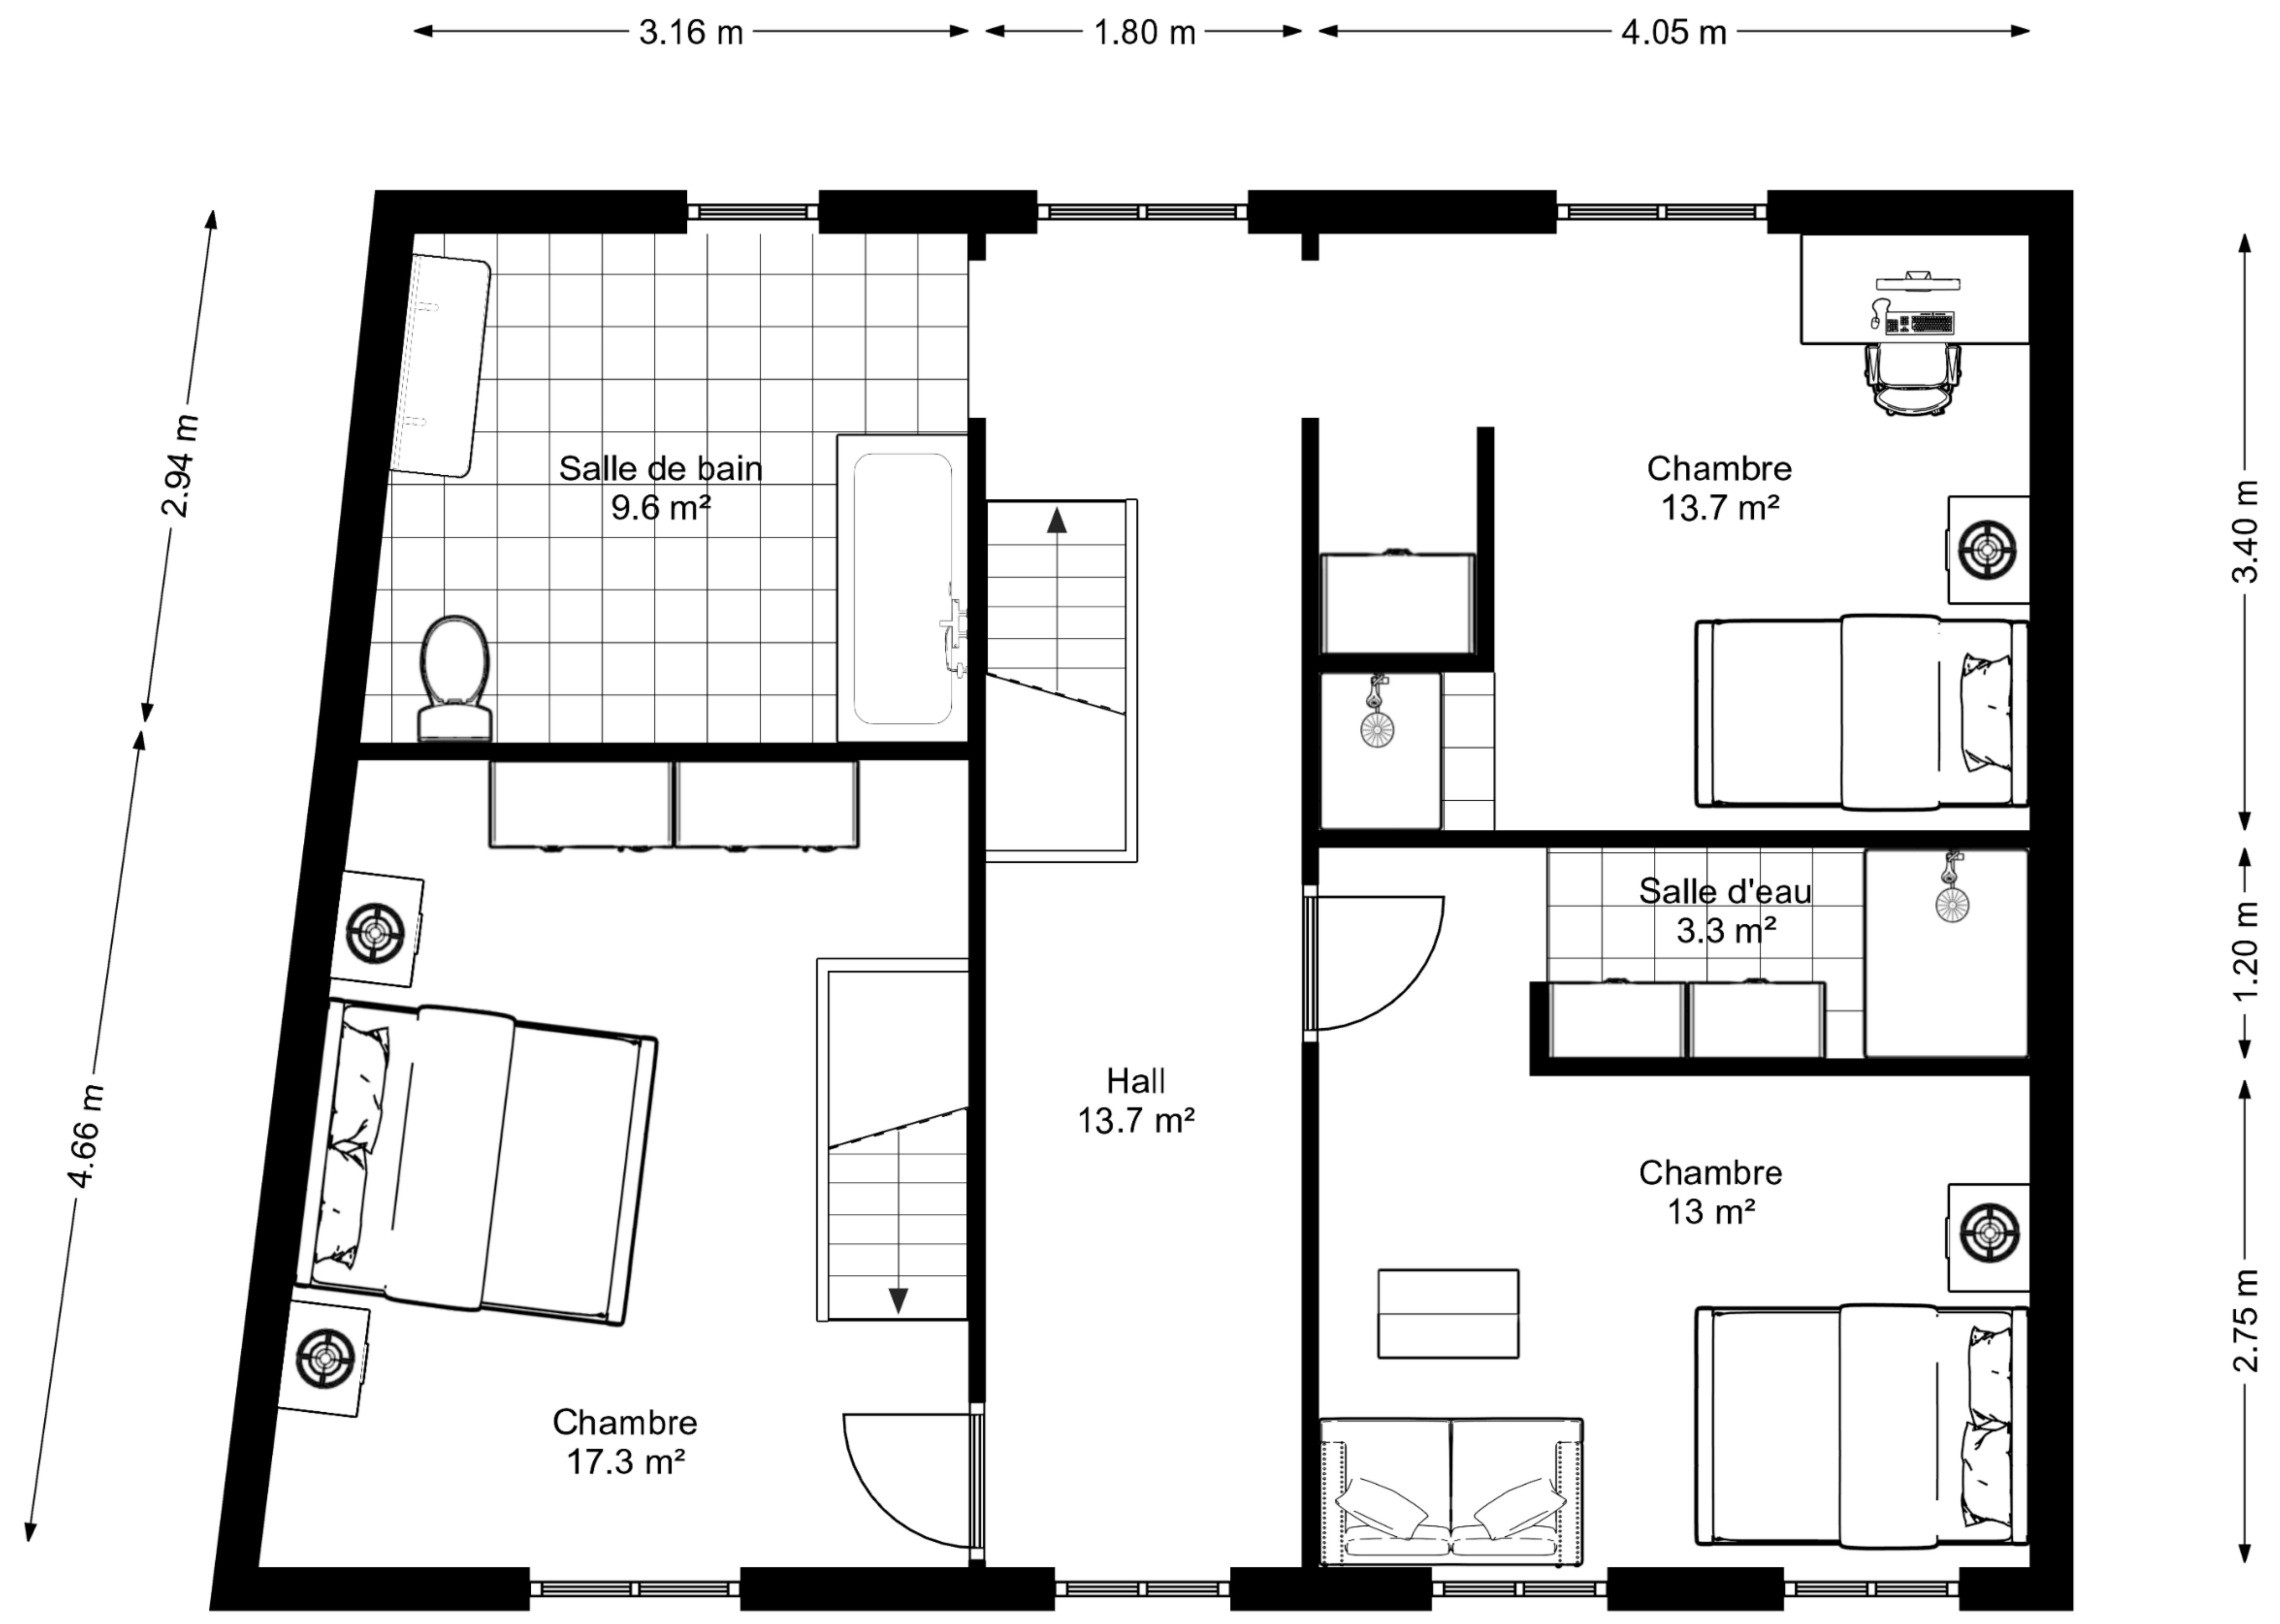 3.16 m
1.80 m
4.05 m
2.94 m
Salle de bain
9.6 m²
Chambre
13.7 m²
3.40 m
Salle d'eau
3.3 m²
1.20 m
4.66 m
Hall
13.7 m²
Chambre
13 m²
2.75 m
Chambre
17.3 m²